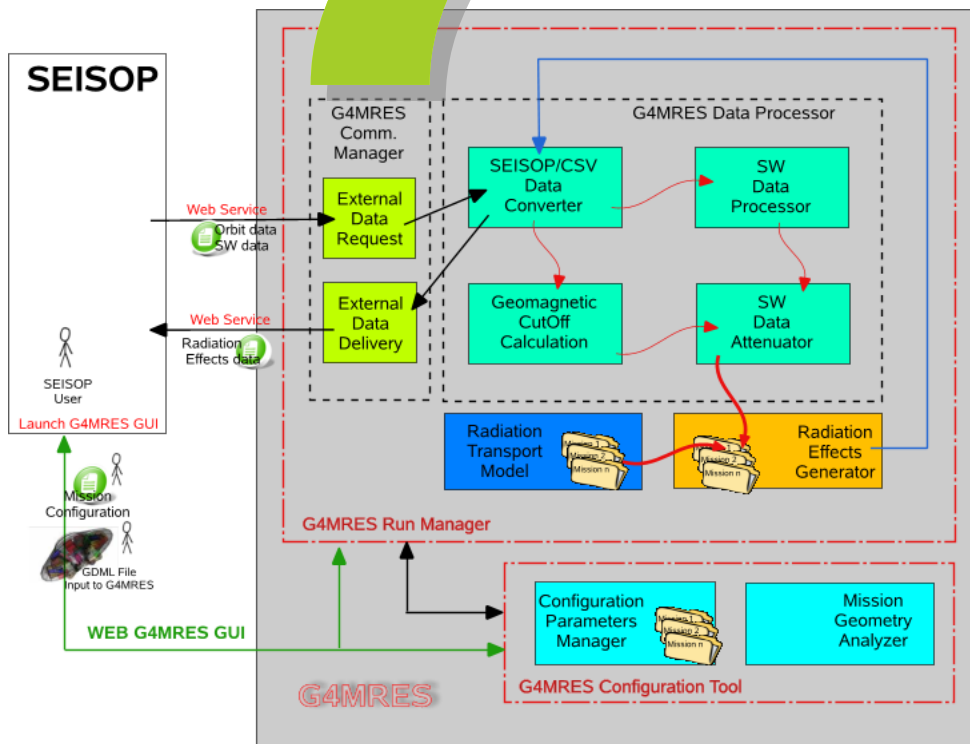 SEISOP
G4MRES
Comm.
Manager
G4MRES Data Processor
External
Data
Request
SEISOP/CSV
Data
Converter
SW
Data
Processor
Web Service
Orbit data
SW data
External
Data
Delivery
Geomagnetic
CutOff
Calculation
SW
Data
Attenuator
Web Service
Radiation
Effects data
SEISOP
User
Launch G4MRES GUI
Radiation
Transport
Model
Mission 1
Mission 2
Mission n
Mission 2
Mission n
Radiation
Effects
Generator
Mission
Configuration
G4MRES Run Manager
GDML File
Input to G4MRES
WEB G4MRES GUI
Configuration
Parameters
Manager
Mission 1
Mission 2
Mission n
Mission
Geometry
Analyzer
G4MRES Configuration Tool
G4MRES